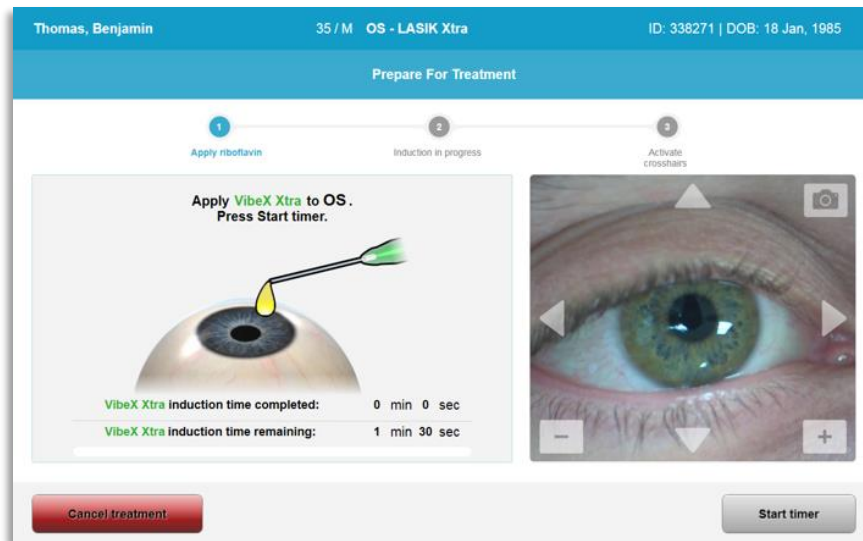 Thomas, Benjamin 35 / M OS - LASIK Xtra ID: 338271 | DOB: 18 Jan, 1985
Prepare For Treatment
1 2 3
Apply riboflavin Induction in progress Activate
crosshairs
Apply VibeX Xtra to OS.
Press Start timer.
VibeX Xtra induction time completed: 0 min 0 sec
VibeX Xtra induction time remaining: 1 min 30 sec
Cancel treatment Start timer